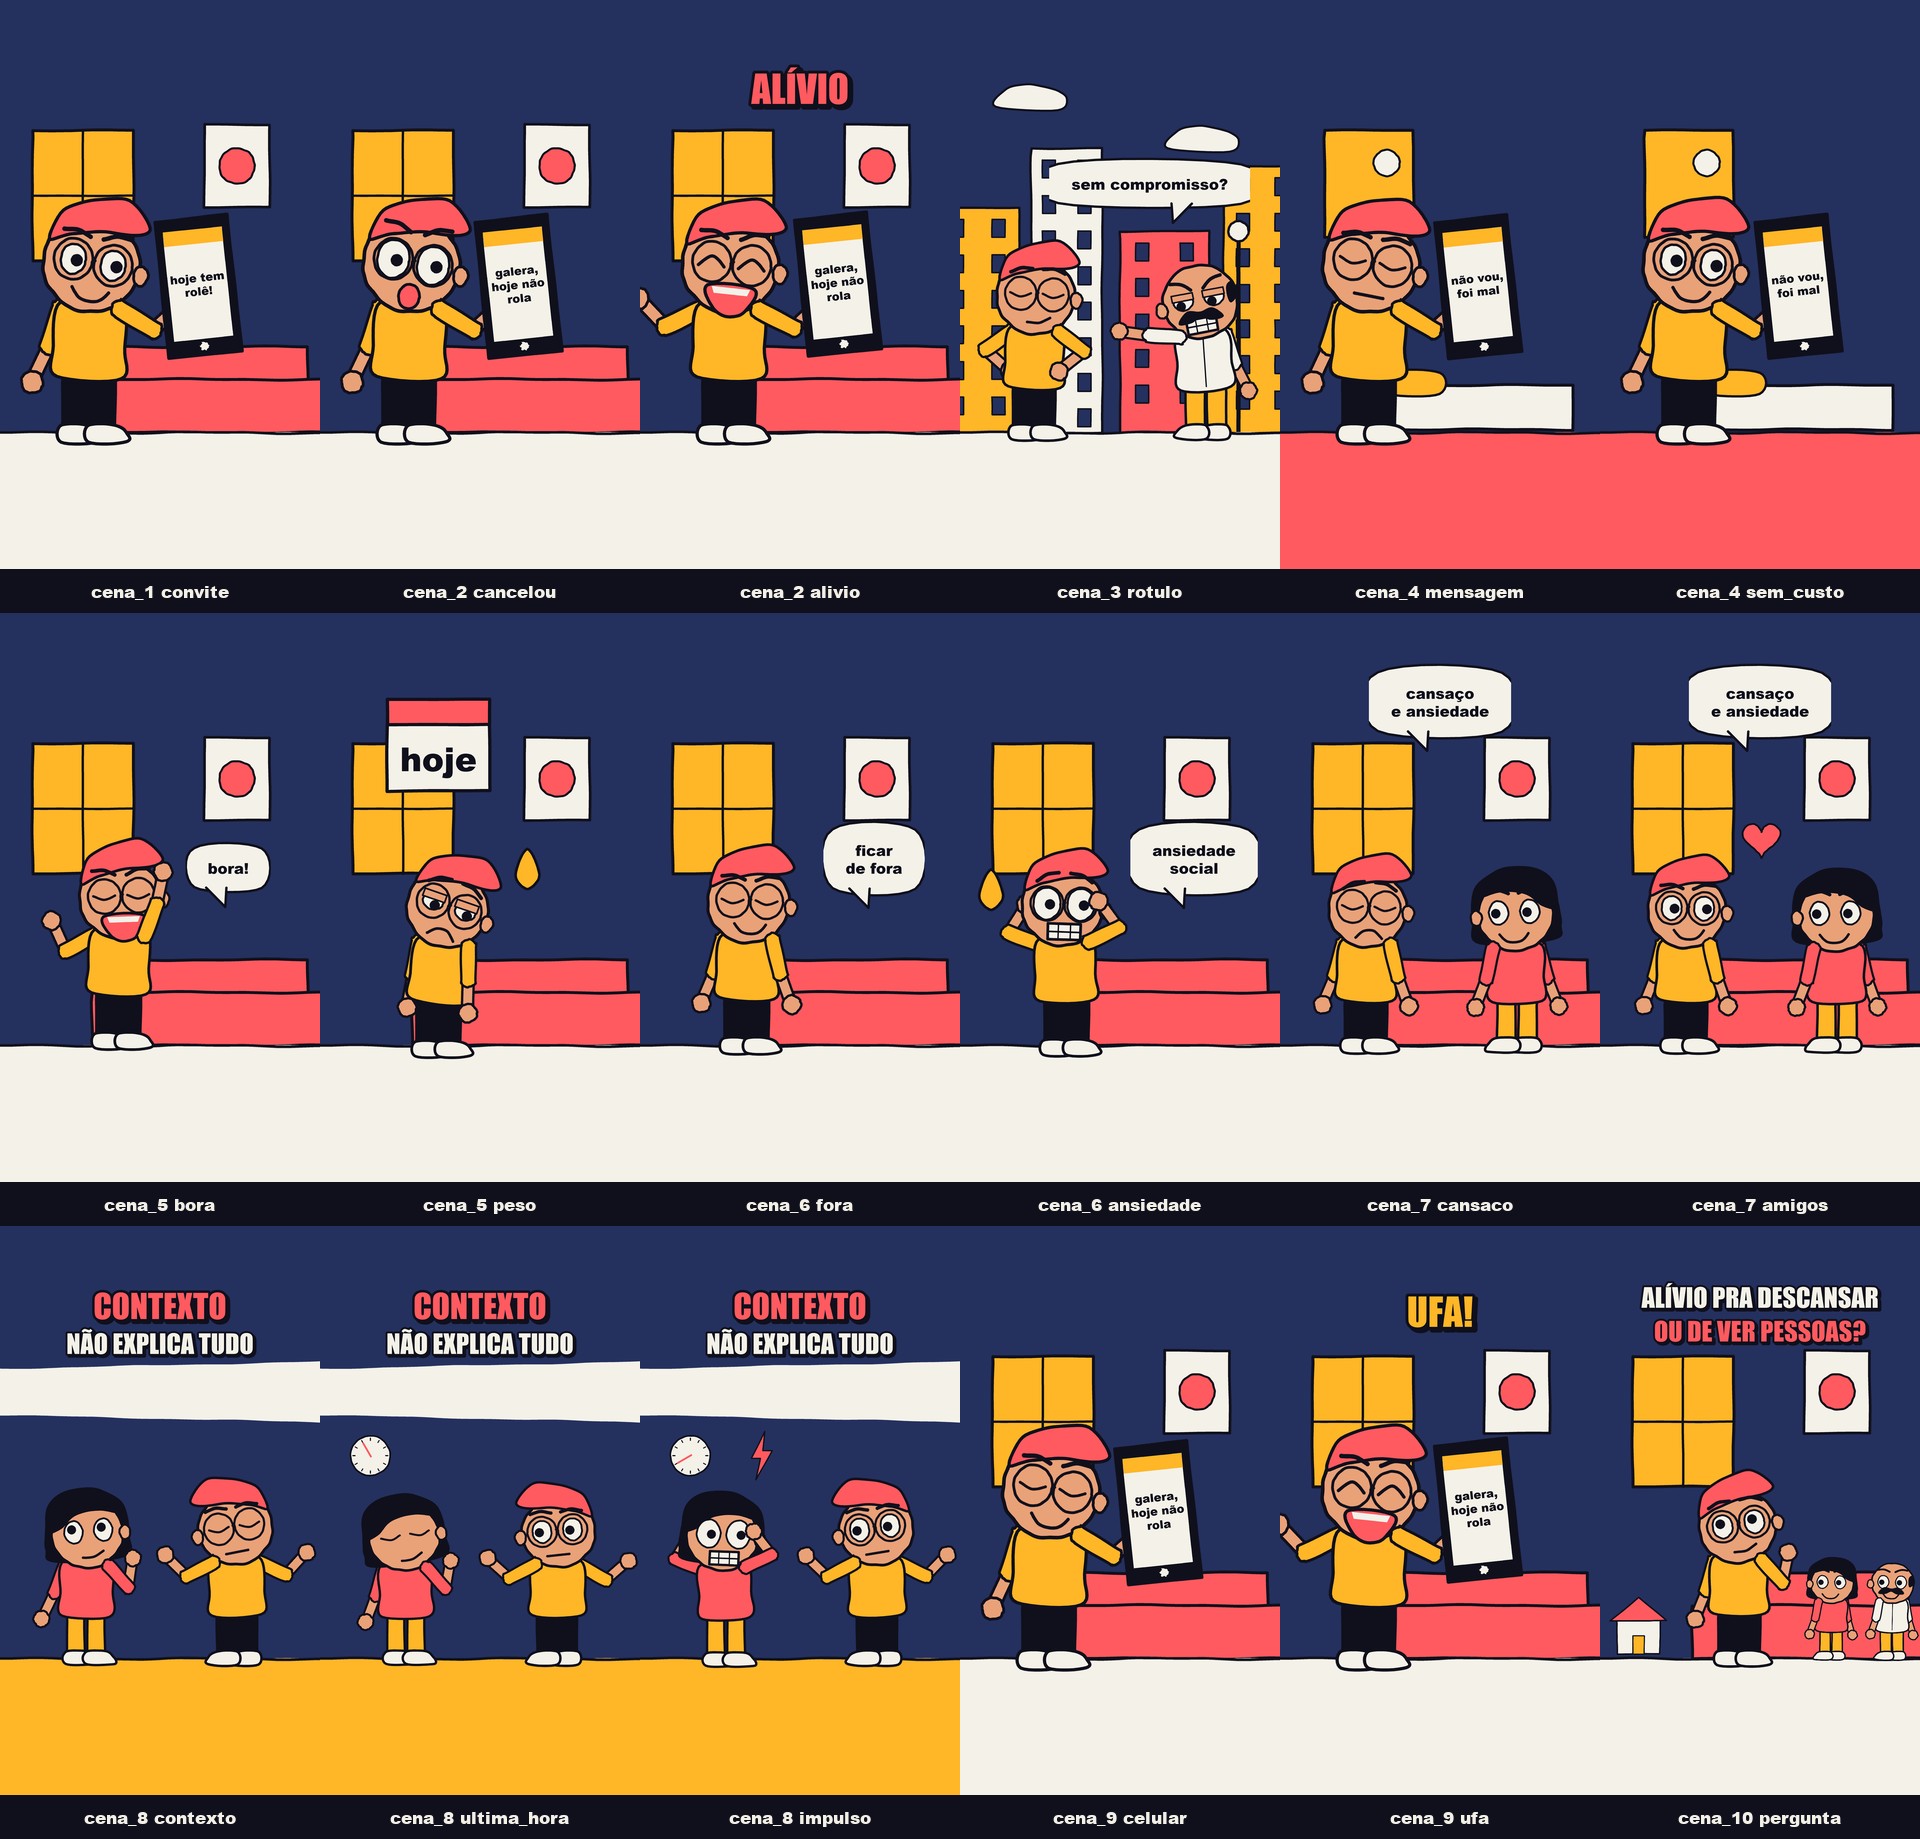 ALÍVIO
hoje tem
rolê!
galera,
hoje não
rola
galera,
hoje não
rola
sem compromisso?
não vou,
foi mal
não vou,
foi mal
cena_1 convite
cena_2 cancelou
cena_2 alivio
cena_3 rotulo
cena_4 mensagem
cena_4 sem_custo
bora!
hoje
ficar
de fora
ansiedade
social
cansaço
e ansiedade
cansaço
e ansiedade
cena_5 bora
cena_5 peso
cena_6 fora
cena_6 ansiedade
cena_7 cansaco
cena_7 amigos
CONTEXTO
NÃO EXPLICA TUDO
CONTEXTO
NÃO EXPLICA TUDO
CONTEXTO
NÃO EXPLICA TUDO
galera,
hoje não
rola
UFA!
galera,
hoje não
rola
ALÍVIO PRA DESCANSAR
OU DE VER PESSOAS?
cena_8 contexto
cena_8 ultima_hora
cena_8 impulso
cena_9 celular
cena_9 ufa
cena_10 pergunta